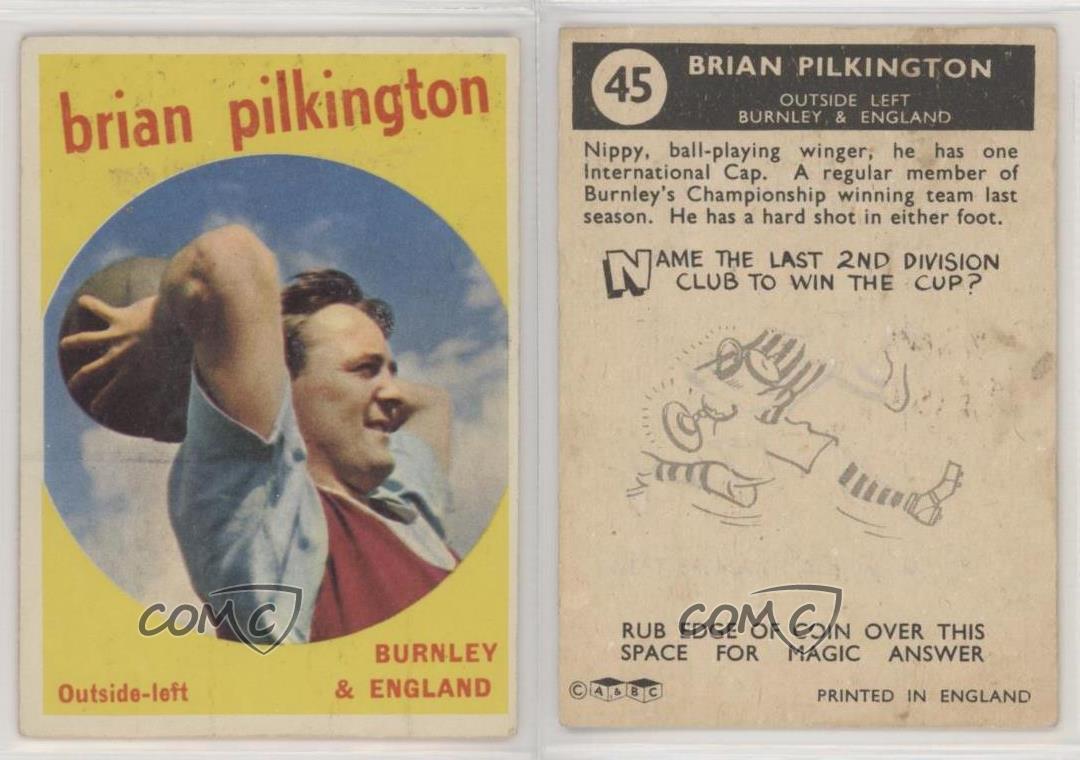 brian pilkington
COMC
BURNLEY
Outside-left
& ENGLAND
45
BRIAN PILKINGTON
OUTSIDE LEFT
BURNLEY & ENGLAND
Nippy, ball-playing winger, he has one
International Cap. A regular member of
Burnley's Championship winning team last
season. He has a hard shot in either foot.
NAME THE LAST 2ND DIVISION
CLUB TO WIN THE CUP?
COMC
RUB EDGE OF COIN OVER THIS
SPACE FOR MAGIC ANSWER
© A & BC
PRINTED IN ENGLAND